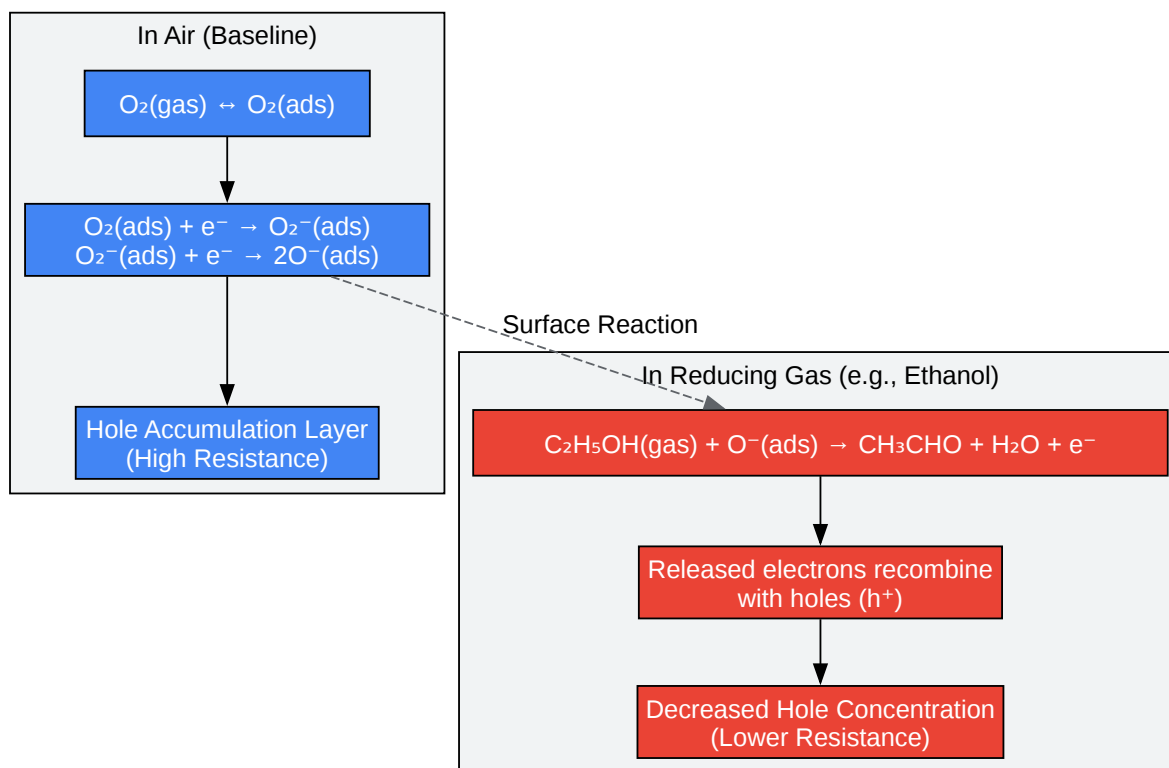 In Air (Baseline)
O₂(gas) ↔ O₂(ads)
O₂(ads) + e⁻ → O₂⁻(ads)
O₂⁻(ads) + e⁻ → 2O⁻(ads)
Hole Accumulation Layer
(High Resistance)
Surface Reaction
In Reducing Gas (e.g., Ethanol)
C₂H₅OH(gas) + O⁻(ads) → CH₃CHO + H₂O + e⁻
Released electrons recombine
with holes (h⁺)
Decreased Hole Concentration
(Lower Resistance)